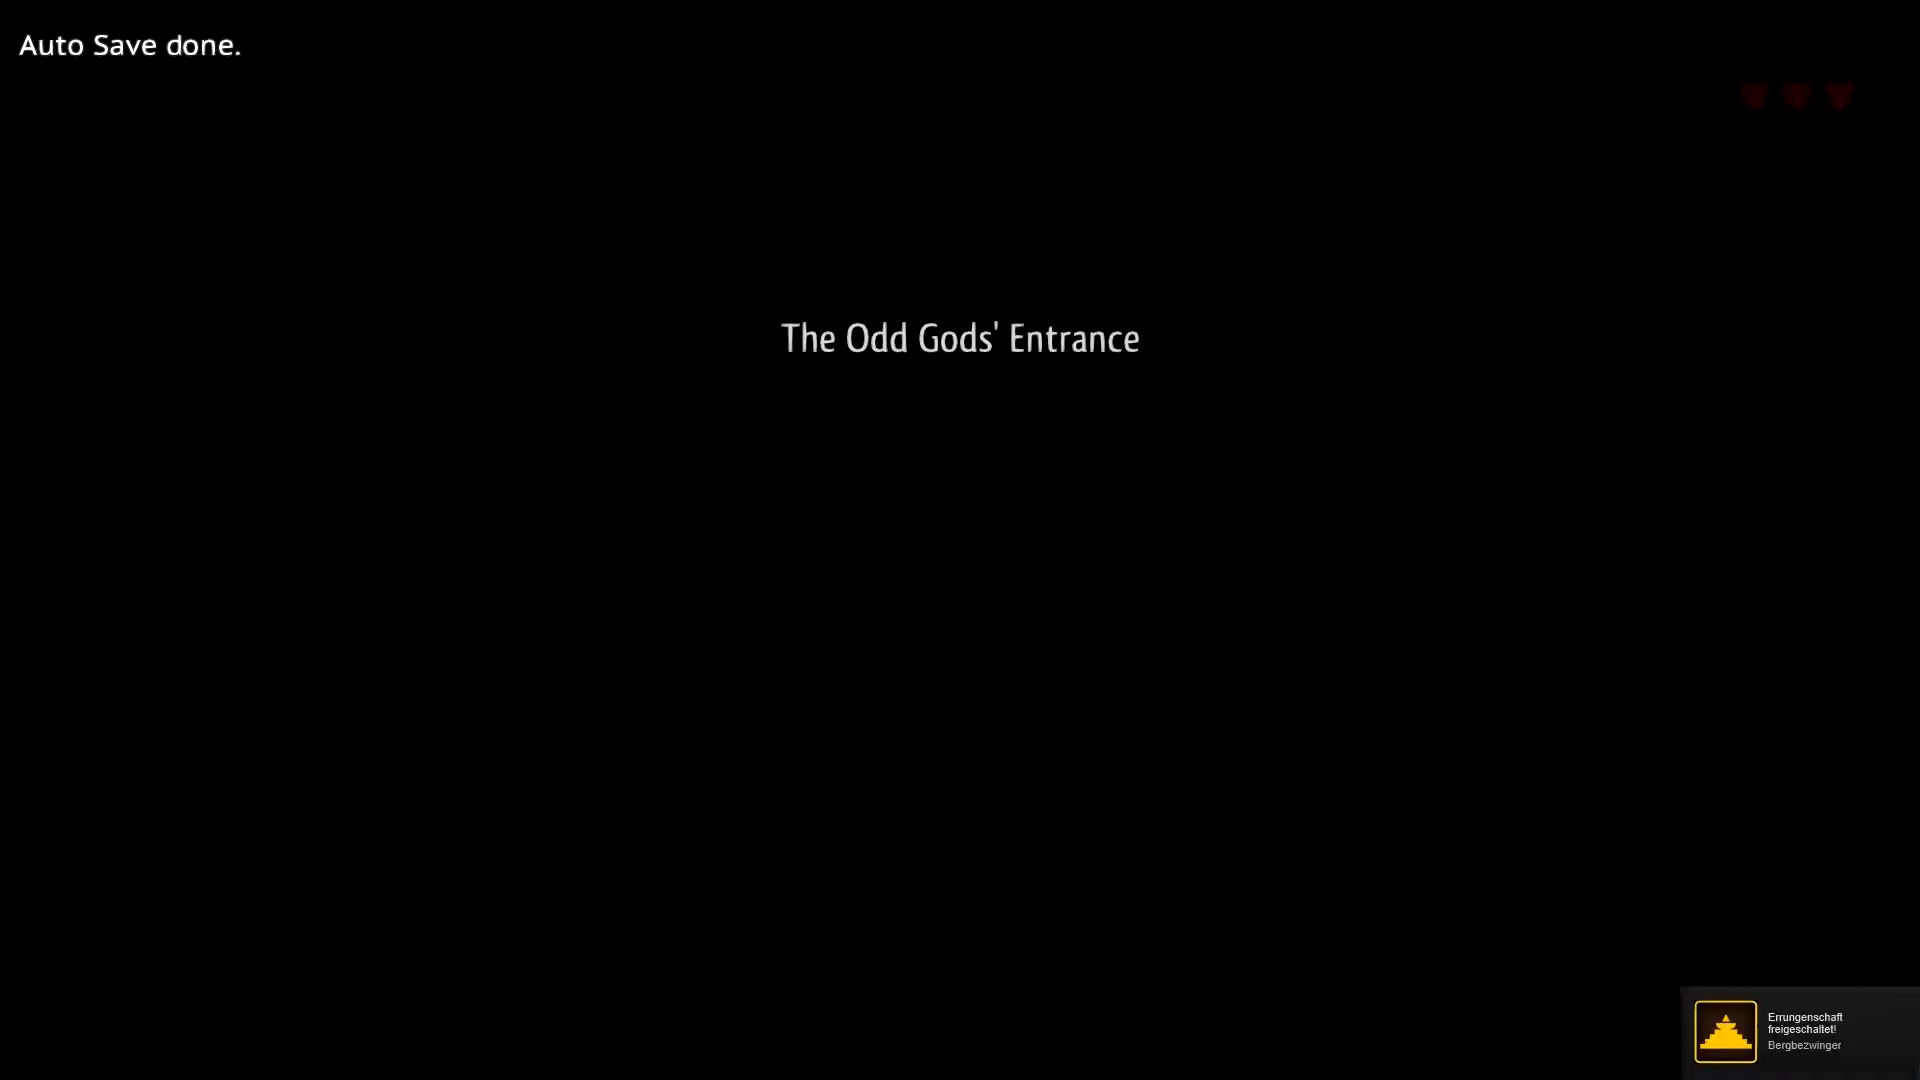 Auto Save done.
The Odd Gods' Entrance
Errungenschaft
freigeschaltet!
Bergbezwinger